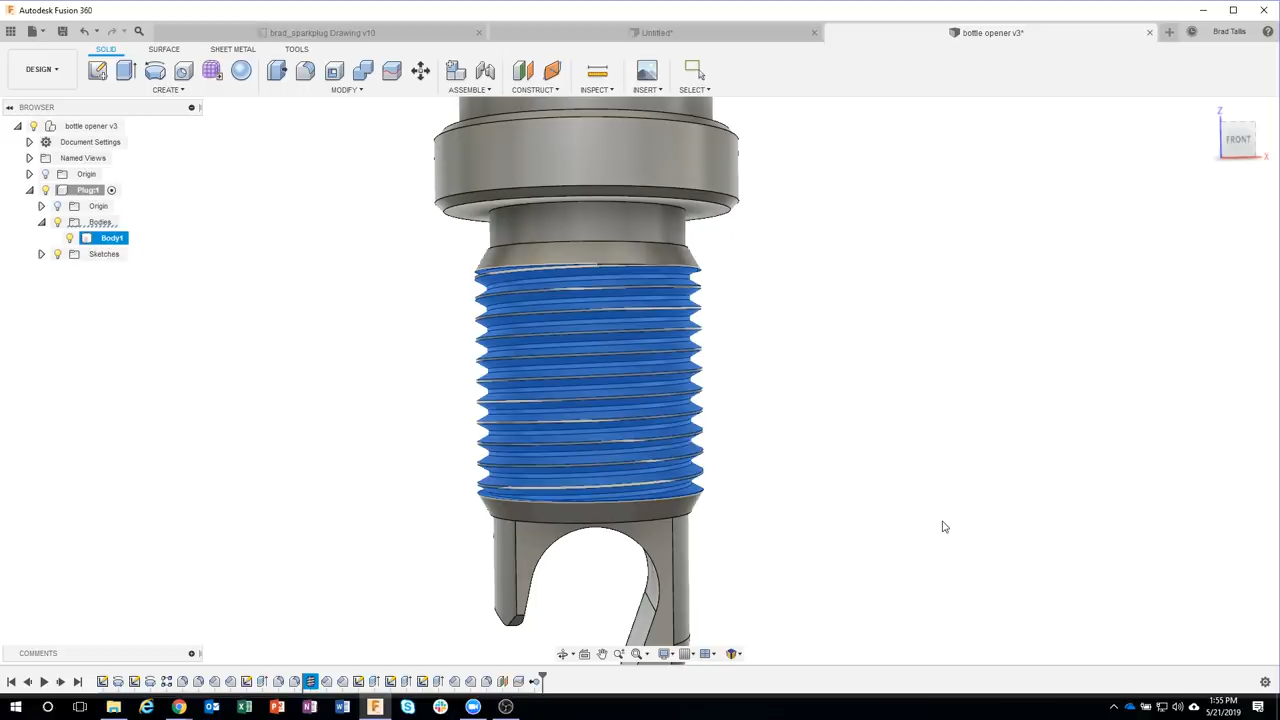 Autodesk Fusion 360
brad_sparkplug Drawing v10
Untitled*
bottle opener v3*
Brad Tallis
DESIGN
SOLID
SURFACE
SHEET METAL
TOOLS
CREATE
MODIFY
ASSEMBLE
CONSTRUCT
INSPECT
INSERT
SELECT
BROWSER
bottle opener v3
Document Settings
Named Views
Origin
Plug:1
Origin
Bodies
Body1
Sketches
Z
FRONT
X
COMMENTS
1:55 PM
5/21/2019